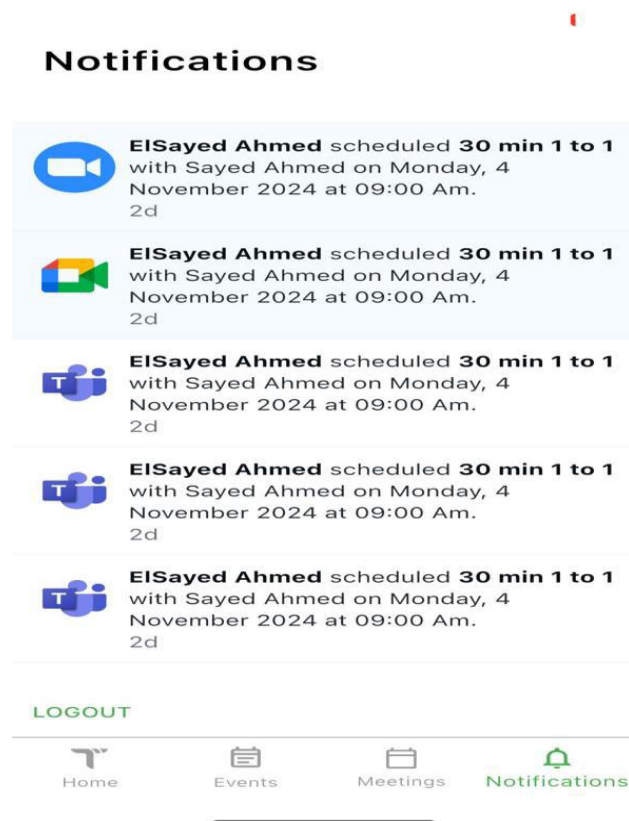 Notifications
ElSayed Ahmed scheduled 30 min 1 to 1
with Sayed Ahmed on Monday, 4
November 2024 at 09:00 Am.
2d
ElSayed Ahmed scheduled 30 min 1 to 1
with Sayed Ahmed on Monday, 4
November 2024 at 09:00 Am.
2d
T
ElSayed Ahmed scheduled 30 min 1 to 1
with Sayed Ahmed on Monday, 4
November 2024 at 09:00 Am.
2d
T
ElSayed Ahmed scheduled 30 min 1 to 1
with Sayed Ahmed on Monday, 4
November 2024 at 09:00 Am.
2d
T
ElSayed Ahmed scheduled 30 min 1 to 1
with Sayed Ahmed on Monday, 4
November 2024 at 09:00 Am.
2d
LOGOUT
Home Events Meetings Notifications